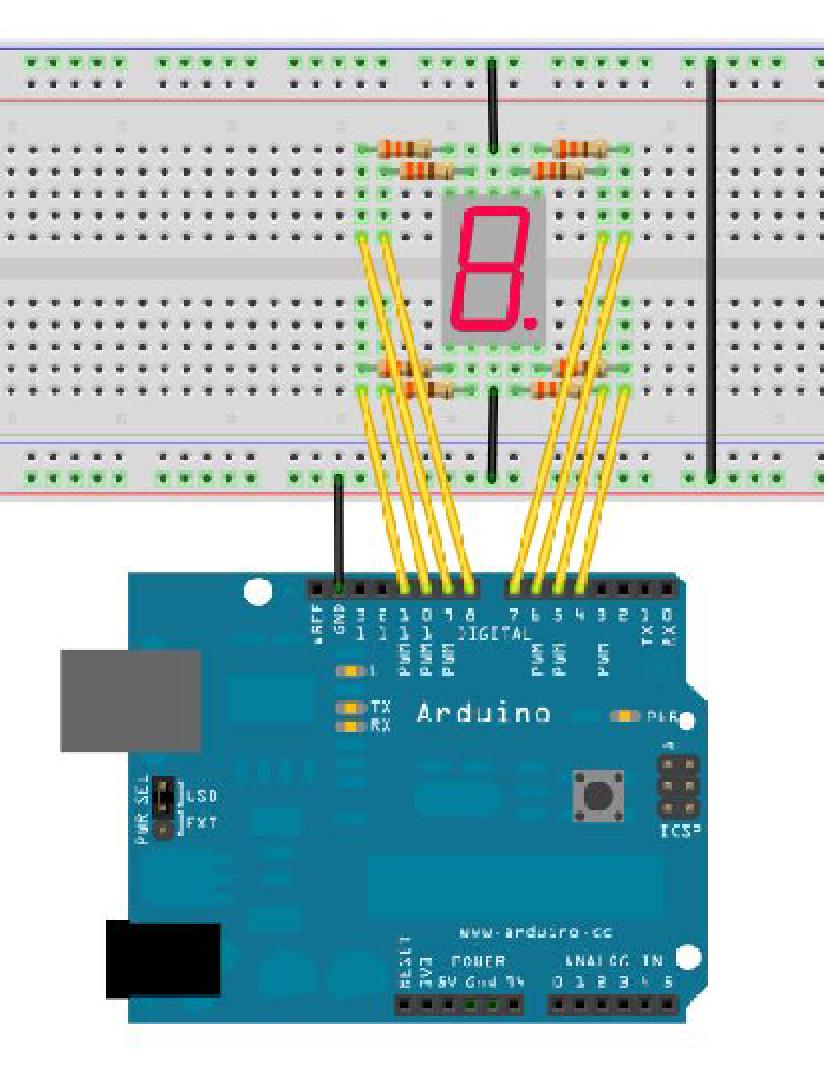 AREF GND 13 12 11 10 9 8 7 6 5 4 3 2 1 0
DIGITAL
PWM PWM PWM PWM PWM PWM TX RX
L
TX
RX
Arduino
PWR
PWR SEL
USB
EXT
ICSP
www.arduino.cc
POWER
ANALOG IN
RESET 3V3 5V Gnd
0 1 2 3 4 5